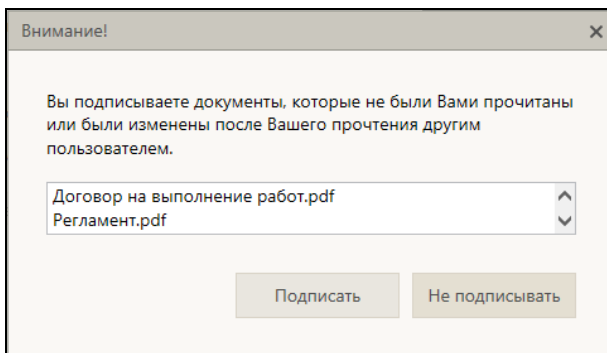 Внимание!
Вы подписываете документы, которые не были Вами прочитаны
или были изменены после Вашего прочтения другим
пользователем.
Договор на выполнение работ.pdf
Регламент.pdf
Подписать
Не подписывать